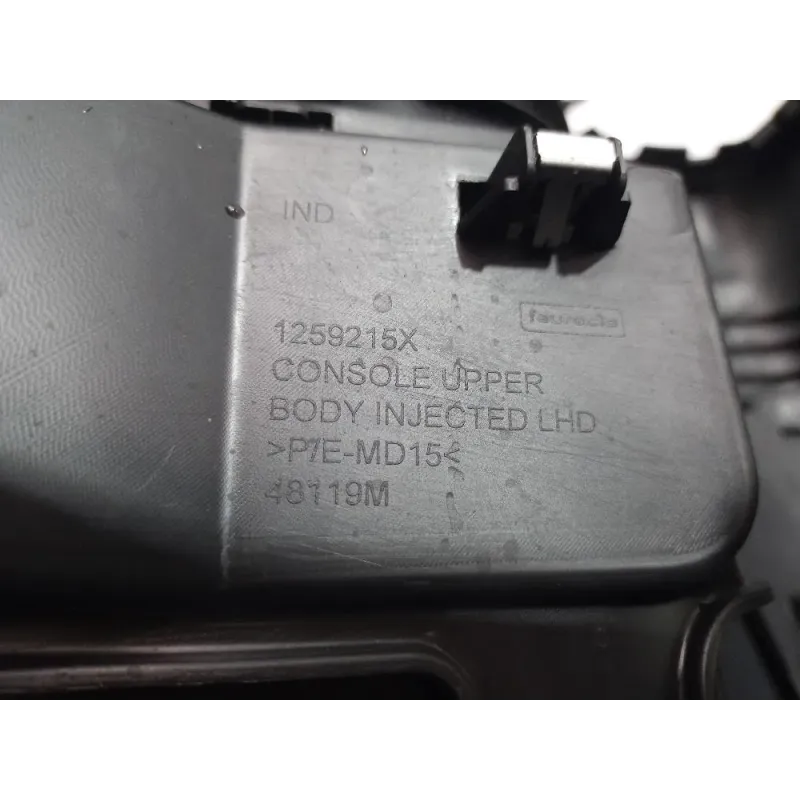 IND
faurecia
1259215X
CONSOLE UPPER
BODY INJECTED LHD
>P/E-MD15<
48119M